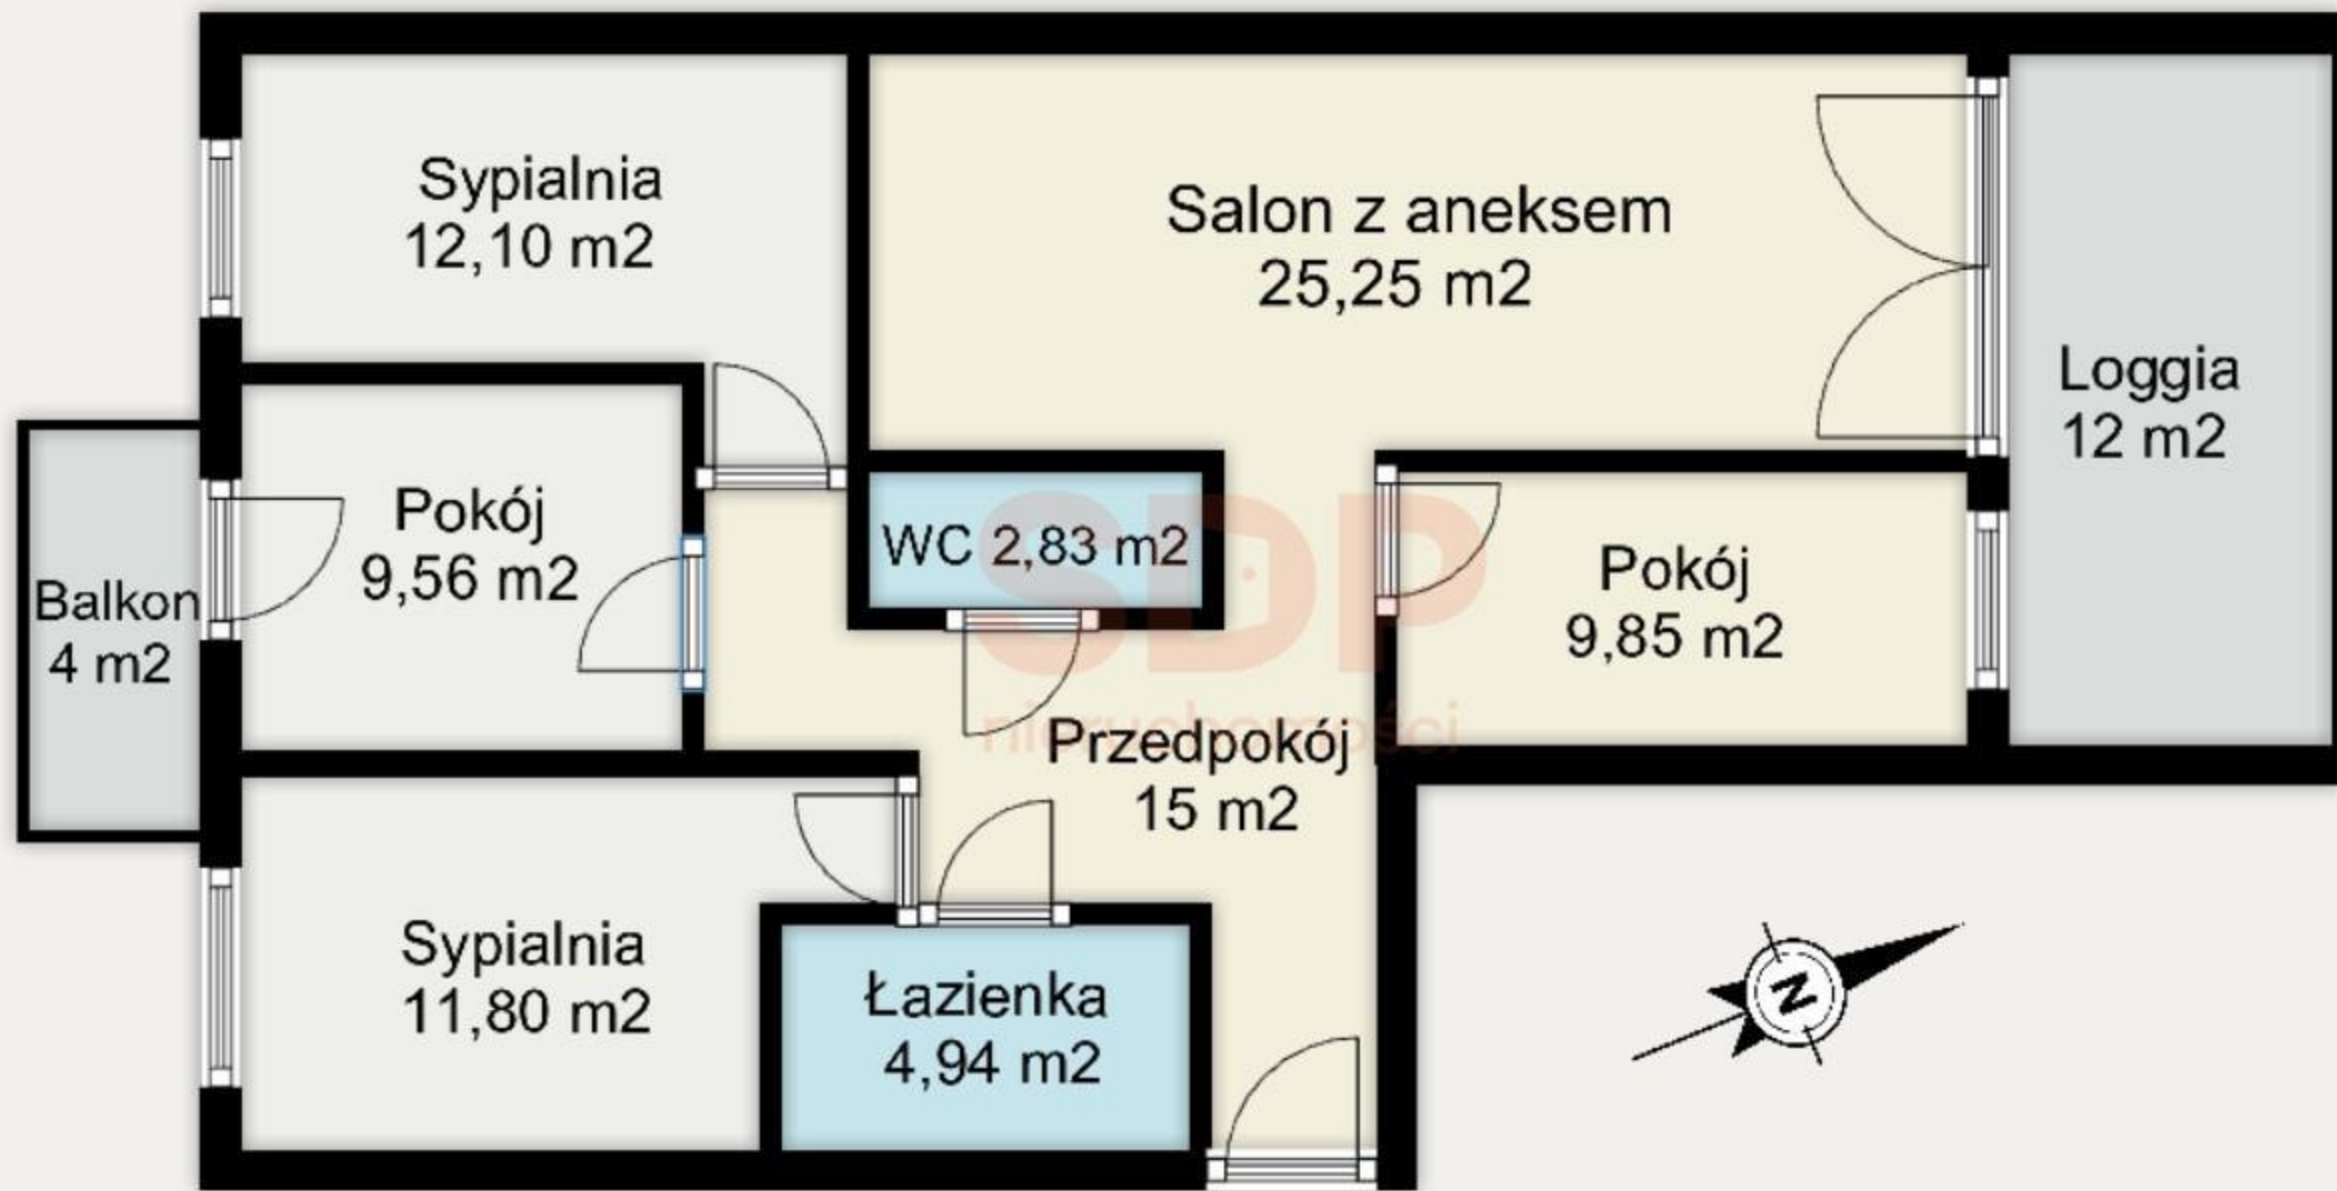 Sypialnia
12,10 m2
Salon z aneksem
25,25 m2
Loggia
12 m2
Pokój
9,56 m2
WC 2,83 m2
Pokój
9,85 m2
Balkon
4 m2
SDP
nieruchomości
Przedpokój
15 m2
Sypialnia
11,80 m2
Łazienka
4,94 m2
N